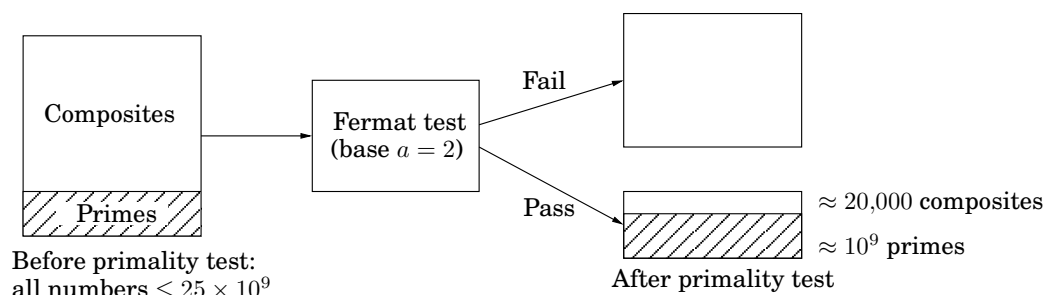 Composites
Primes
Before primality test:
all numbers ≤ 25 × 10⁹
Fermat test
(base a = 2)
Fail
Pass
≈ 20,000 composites
≈ 10⁹ primes
After primality test